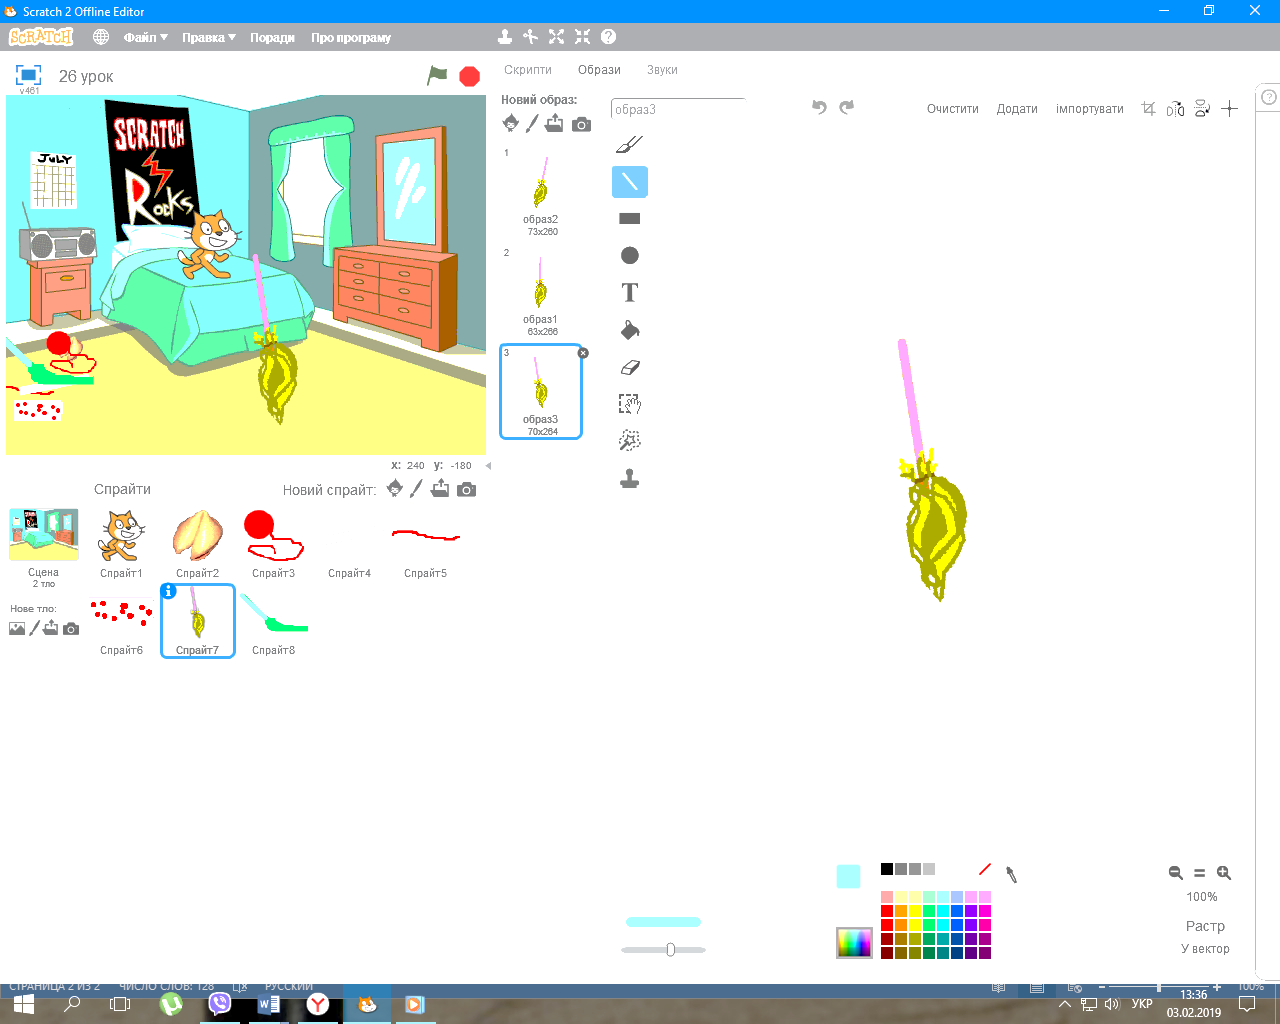 Scratch 2 Offline Editor
SCRATCH Файл Правка Поради Про програму
v461
26 урок
Скрипти Образи Звуки
Новий образ:
образ3
Очистити Додати імпортувати
JULY
SCRATCH
Rocks
1
образ2
73x260
2
образ1
63x266
3
образ3
70x264
x: 240 y: -180
Спрайти
Новий спрайт:
Сцена
2 тло
Спрайт1
Спрайт2
Спрайт3
Спрайт4
Спрайт5
Нове тло:
Спрайт6
Спрайт7
Спрайт8
T
100%
Растр
У вектор
СТРАНИЦА 2 ИЗ 2 ЧИСЛО СЛОВ: 128 РУССКИЙ 100%
УКР
13:36
03.02.2019